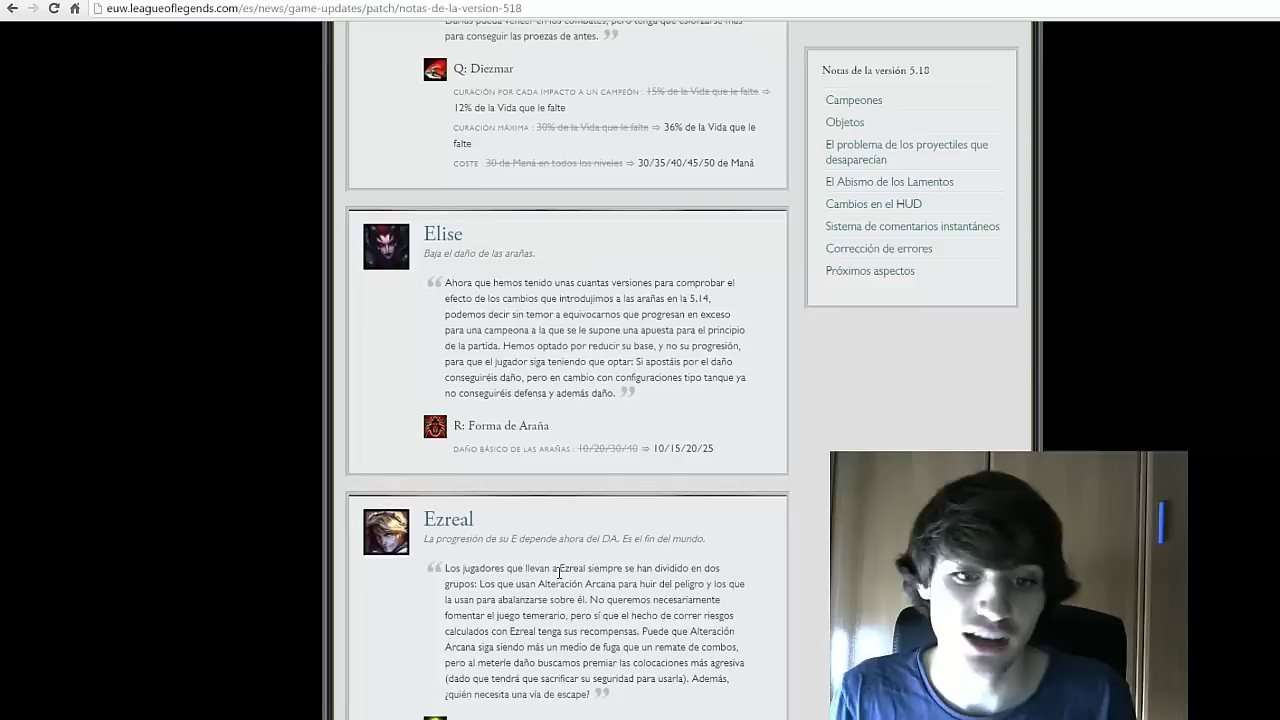 euw.leagueoflegends.com/es/news/game-updates/patch/notas-de-la-version-518
para conseguir las proezas de antes. ”
Q: Diezmar
CURACIÓN POR CADA IMPACTO A UN CAMPEÓN : 15% de la Vida que le falte ⇒
12% de la Vida que le falte
CURACIÓN MÁXIMA : 30% de la Vida que le falte ⇒ 36% de la Vida que le
falte
COSTE : 30 de Maná en todos los niveles ⇒ 30/35/40/45/50 de Maná
Elise
Baja el daño de las arañas.
“ Ahora que hemos tenido unas cuantas versiones para comprobar el
efecto de los cambios que introdujimos a las arañas en la 5.14,
podemos decir sin temor a equivocarnos que progresan en exceso
para una campeona a la que se le supone una apuesta para el principio
de la partida. Hemos optado por reducir su base, y no su progresión,
para que el jugador siga teniendo que optar: Si apostáis por el daño
conseguiréis daño, pero en cambio con configuraciones tipo tanque ya
no conseguiréis defensa y además daño. ”
R: Forma de Araña
DAÑO BÁSICO DE LAS ARAÑAS : 10/20/30/40 ⇒ 10/15/20/25
Ezreal
La progresión de su E depende ahora del DA. Es el fin del mundo.
“ Los jugadores que llevan a Ezreal siempre se han dividido en dos
grupos: Los que usan Alteración Arcana para huir del peligro y los que
la usan para abalanzarse sobre él. No queremos necesariamente
fomentar el juego temerario, pero sí que el hecho de correr riesgos
calculados con Ezreal tenga sus recompensas. Puede que Alteración
Arcana siga siendo más un medio de fuga que un remate de combos,
pero al meterle daño buscamos premiar las colocaciones más agresiva
(dado que tendrá que sacrificar su seguridad para usarla). Además,
¿quién necesita una vía de escape? ”
Notas de la versión 5.18
Campeones
Objetos
El problema de los proyectiles que
desaparecían
El Abismo de los Lamentos
Cambios en el HUD
Sistema de comentarios instantáneos
Corrección de errores
Próximos aspectos